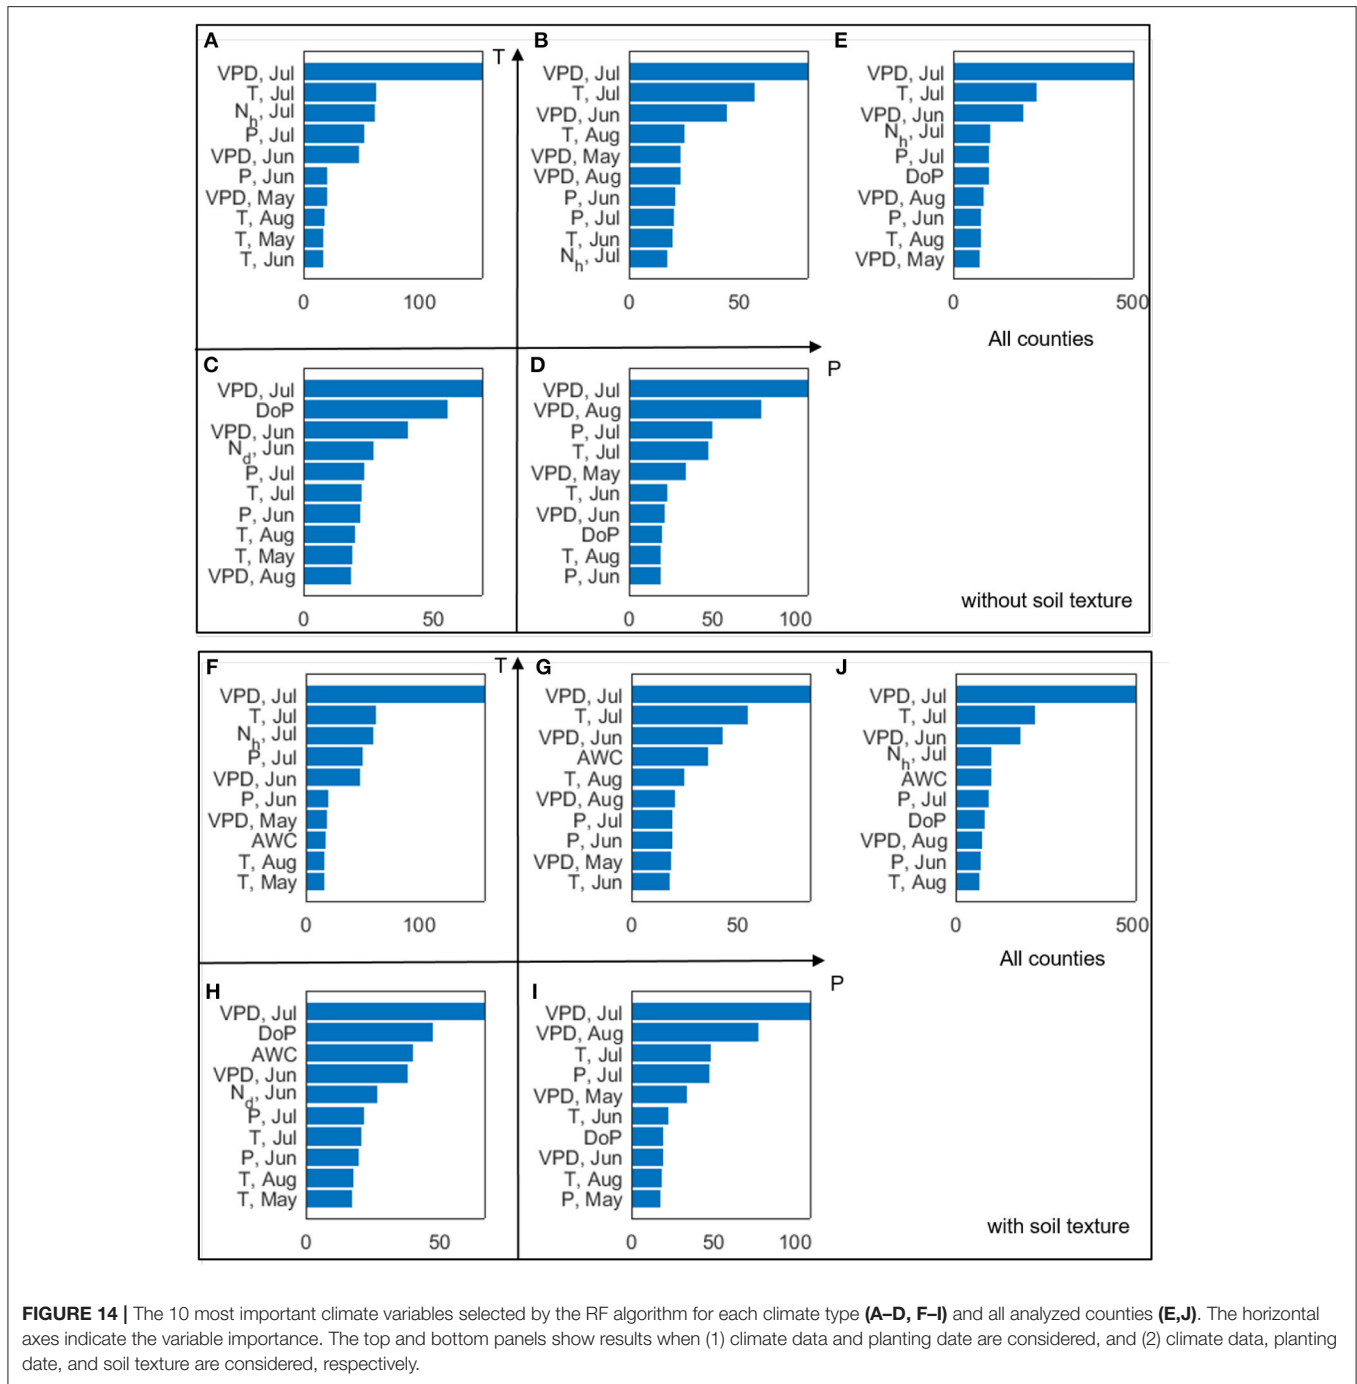 A
T
VPD, Jul
T, Jul
Nh, Jul
P, Jul
VPD, Jun
P, Jun
VPD, May
T, Aug
T, May
T, Jun
0 100
B
VPD, Jul
T, Jul
VPD, Jun
T, Aug
VPD, May
VPD, Aug
P, Jun
P, Jul
T, Jun
Nh, Jul
0 50
E
VPD, Jul
T, Jul
VPD, Jun
Nh, Jul
P, Jul
DoP
VPD, Aug
P, Jun
T, Aug
VPD, May
0 500
All counties
P
C
VPD, Jul
DoP
VPD, Jun
Nd, Jun
P, Jul
T, Jul
P, Jun
T, Aug
T, May
VPD, Aug
0 50
D
VPD, Jul
VPD, Aug
P, Jul
T, Jul
VPD, May
T, Jun
VPD, Jun
DoP
T, Aug
P, Jun
0 50 100
without soil texture
F
T
VPD, Jul
T, Jul
Nh, Jul
P, Jul
VPD, Jun
P, Jun
VPD, May
AWC
T, Aug
T, May
0 100
G
VPD, Jul
T, Jul
VPD, Jun
AWC
T, Aug
VPD, Aug
P, Jul
P, Jun
VPD, May
T, Jun
0 50
J
VPD, Jul
T, Jul
VPD, Jun
Nh, Jul
AWC
P, Jul
DoP
VPD, Aug
P, Jun
T, Aug
0 500
All counties
P
H
VPD, Jul
DoP
AWC
VPD, Jun
Nd, Jun
P, Jul
T, Jul
P, Jun
T, Aug
T, May
0 50
I
VPD, Jul
VPD, Aug
T, Jul
P, Jul
VPD, May
T, Jun
DoP
VPD, Jun
T, Aug
P, May
0 50 100
with soil texture
FIGURE 14 | The 10 most important climate variables selected by the RF algorithm for each climate type (A–D, F–I) and all analyzed counties (E,J). The horizontal
axes indicate the variable importance. The top and bottom panels show results when (1) climate data and planting date are considered, and (2) climate data, planting
date, and soil texture are considered, respectively.